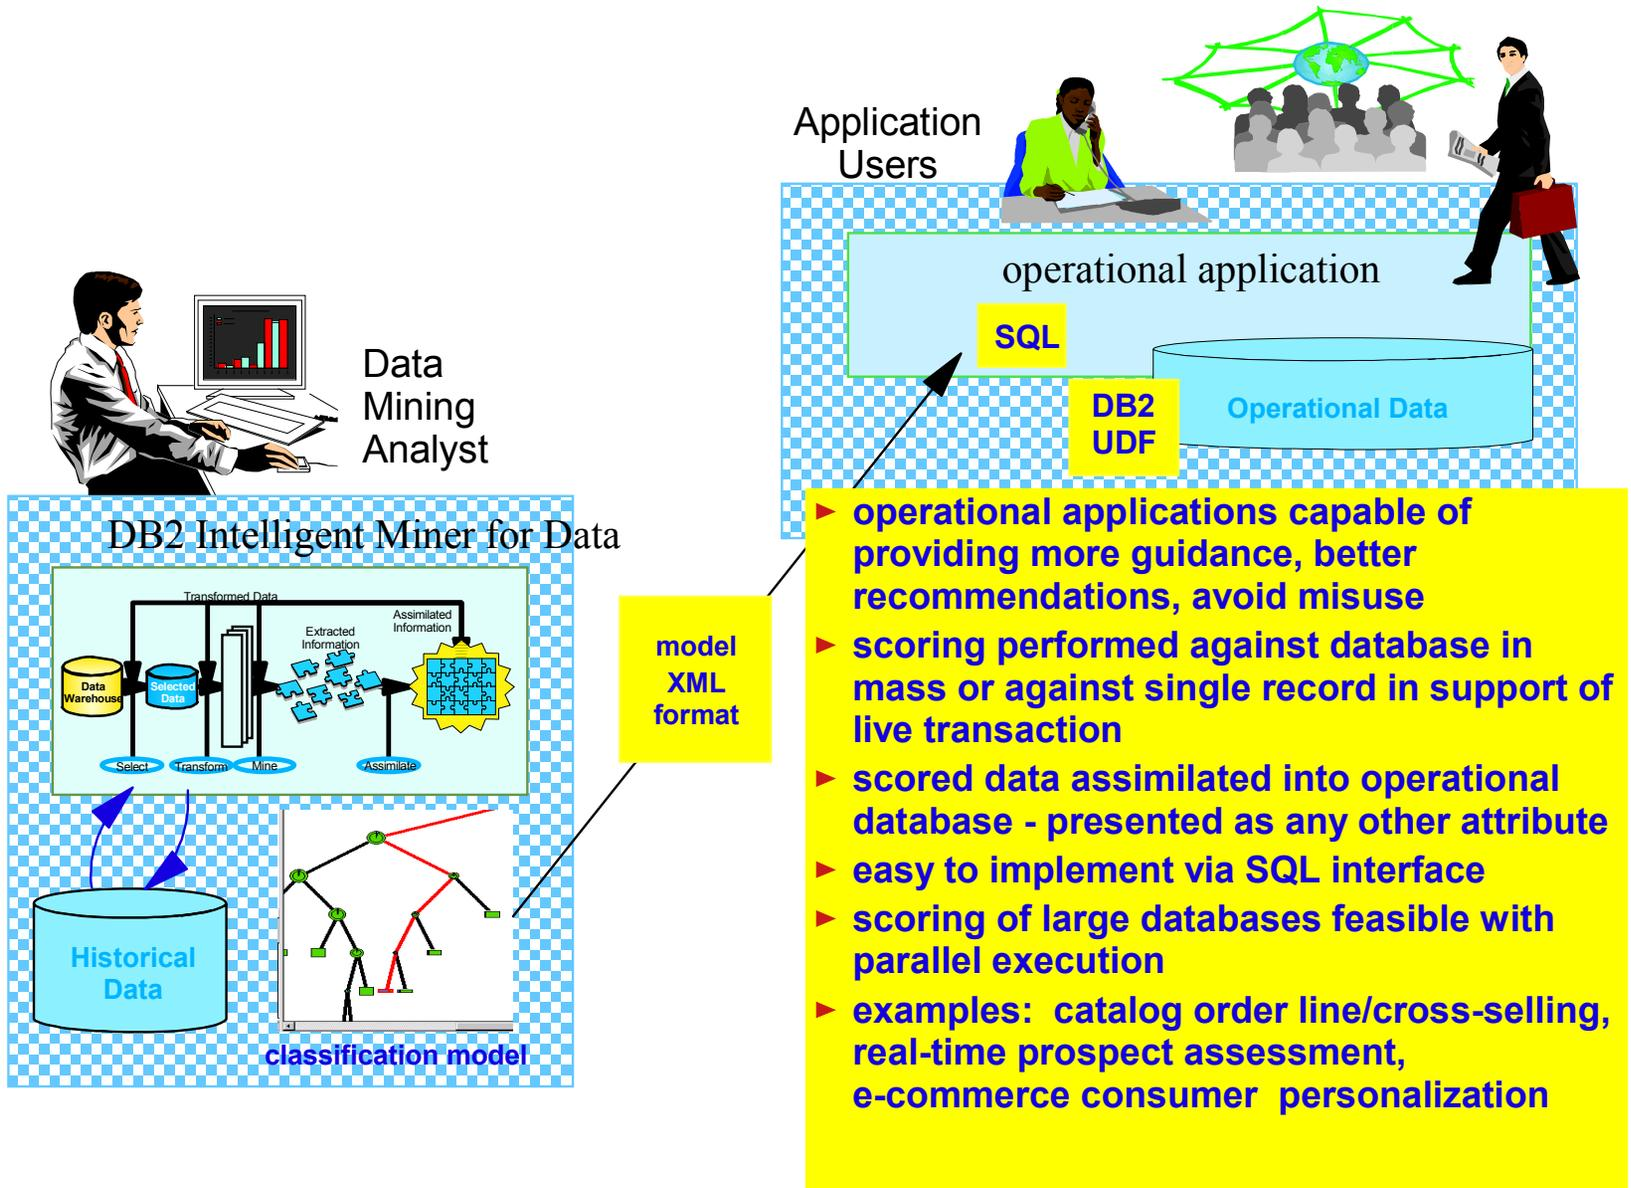 Application
Users
operational application
SQL
DB2
UDF
Operational Data
Data
Mining
Analyst
DB2 Intelligent Miner for Data
Transformed Data
Assimilated
Information
Extracted
Information
Data
Warehouse
Selected
Data
Select
Transform
Mine
Assimilate
Historical
Data
classification model
model
XML
format
operational applications capable of
providing more guidance, better
recommendations, avoid misuse
scoring performed against database in
mass or against single record in support of
live transaction
scored data assimilated into operational
database - presented as any other attribute
easy to implement via SQL interface
scoring of large databases feasible with
parallel execution
examples:  catalog order line/cross-selling,
real-time prospect assessment,
e-commerce consumer  personalization